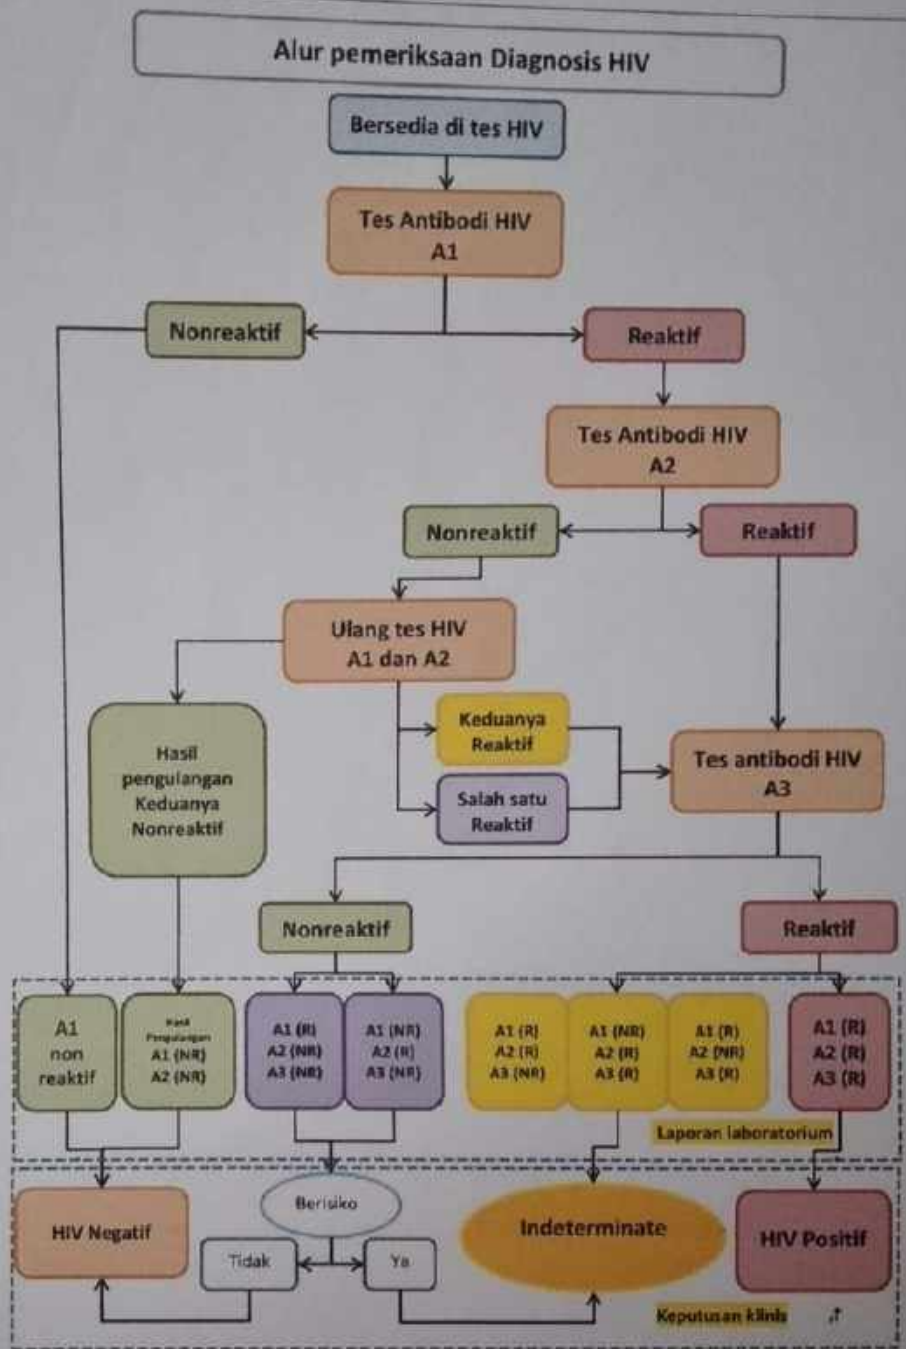 Alur pemeriksaan Diagnosis HIV
Bersedia di tes HIV
Tes Antibodi HIV
A1
Nonreaktif
Reaktif
Tes Antibodi HIV
A2
Nonreaktif
Reaktif
Ulang tes HIV
A1 dan A2
Keduanya
Reaktif
Salah satu
Reaktif
Hasil
pengulangan
Keduanya
Nonreaktif
Tes antibodi HIV
A3
Nonreaktif
Reaktif
A1
non
reaktif
Hasil
Pengulangan
A1 (NR)
A2 (NR)
A1 (R)
A2 (NR)
A3 (NR)
A1 (NR)
A2 (R)
A3 (NR)
A1 (R)
A2 (R)
A3 (NR)
A1 (NR)
A2 (R)
A3 (R)
A1 (R)
A2 (NR)
A3 (R)
A1 (R)
A2 (R)
A3 (R)
Laporan laboratorium
HIV Negatif
Berisiko
Tidak
Ya
Indeterminate
HIV Positif
Keputusan klinis